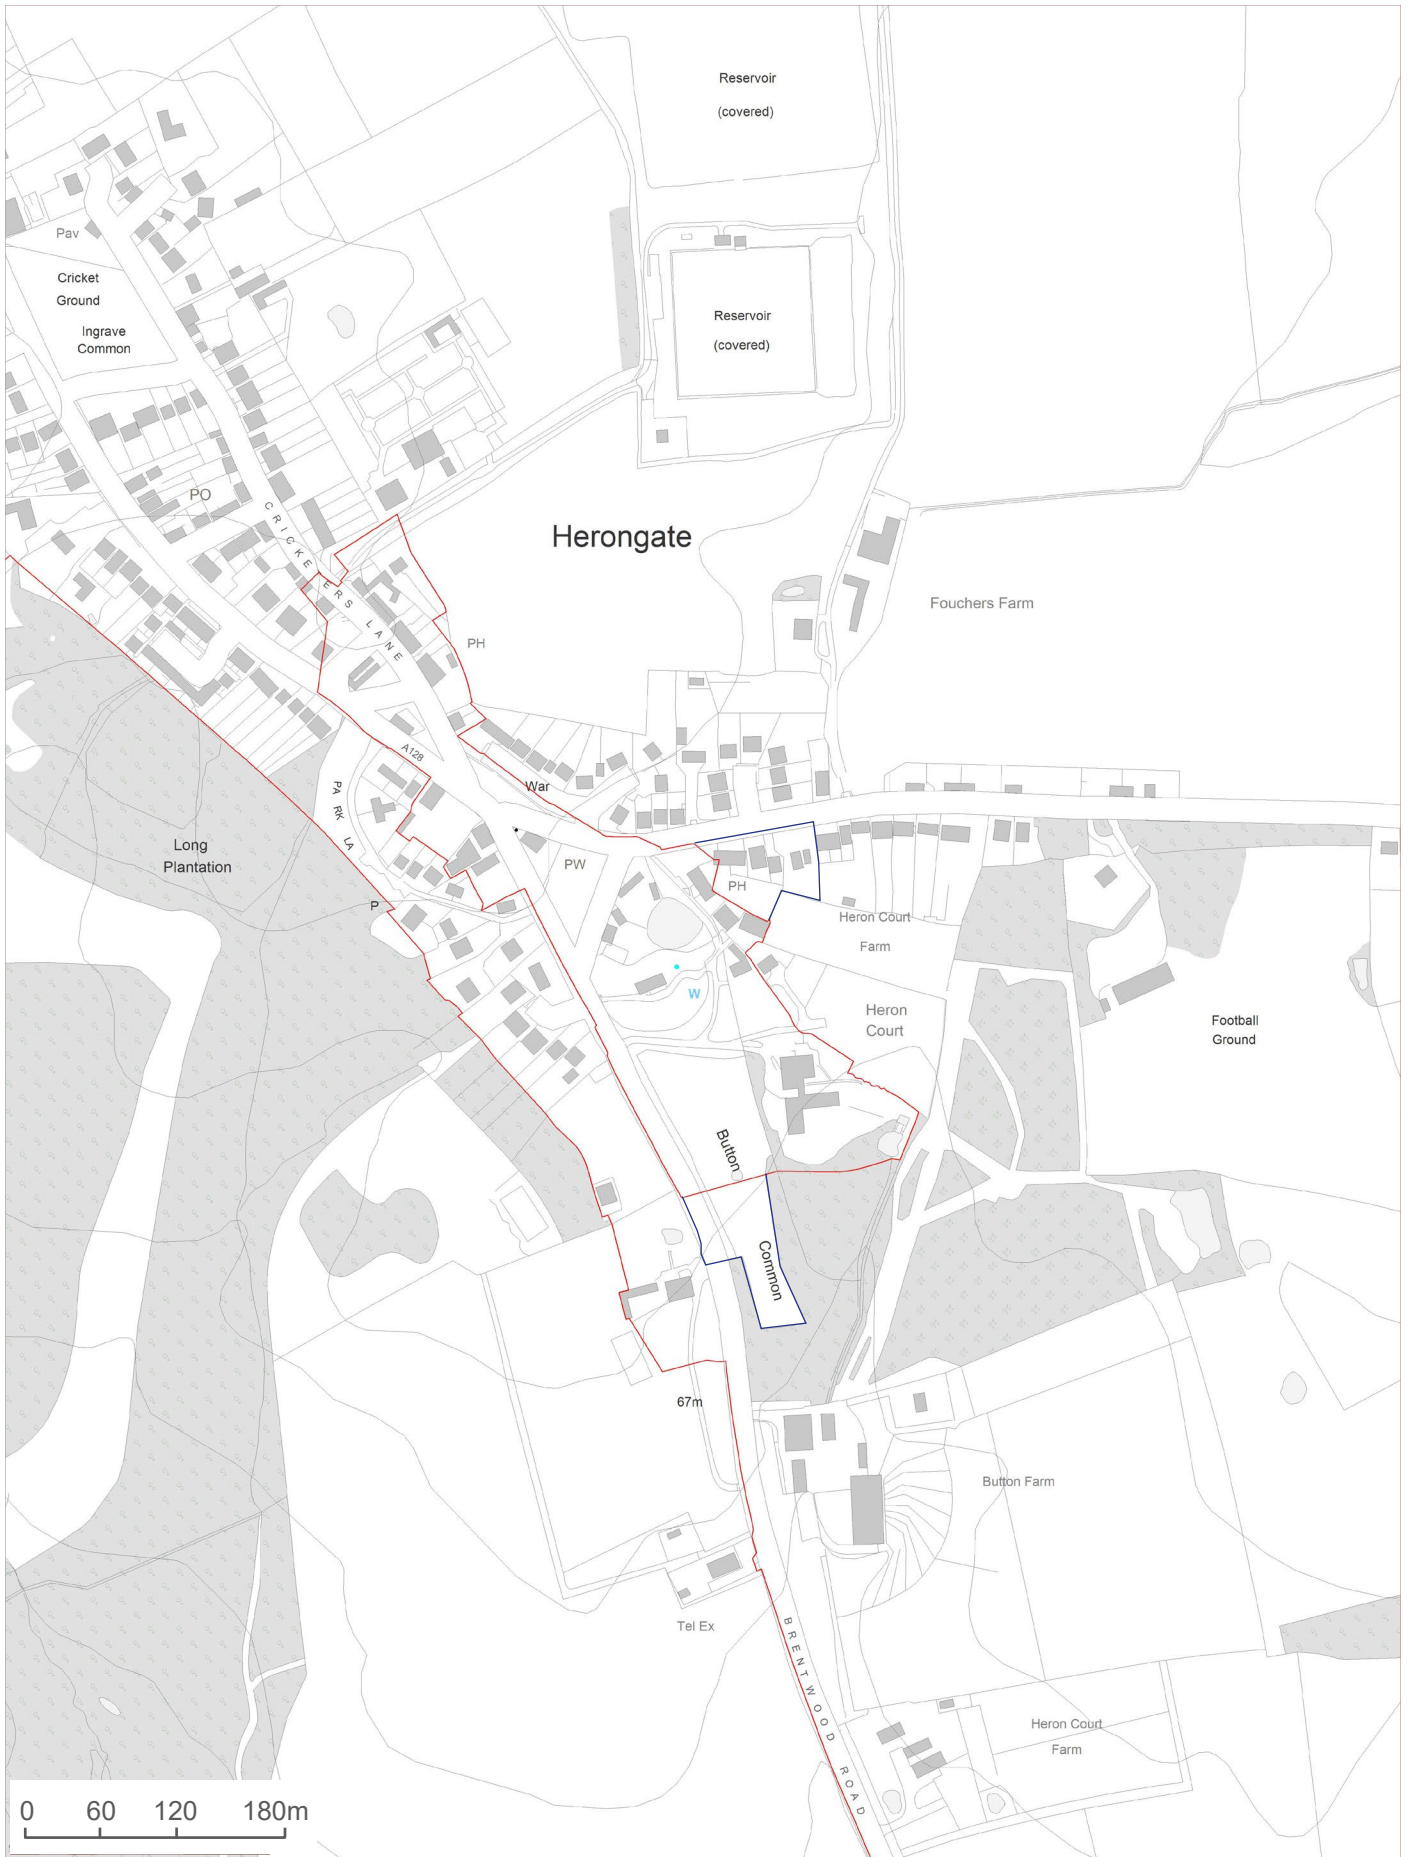 Reservoir
(covered)
Pav
Cricket
Ground
Ingrave
Common
Reservoir
(covered)
PO
CRICKETERS LANE
Herongate
Fouchers Farm
PH
A128
War
PARK LA
Long
Plantation
PW
PH
P
Heron Court
Farm
W
Heron
Court
Football
Ground
Button
Common
67m
Button Farm
Tel Ex
BRENTWOOD ROAD
Heron Court
Farm
0 60 120 180m